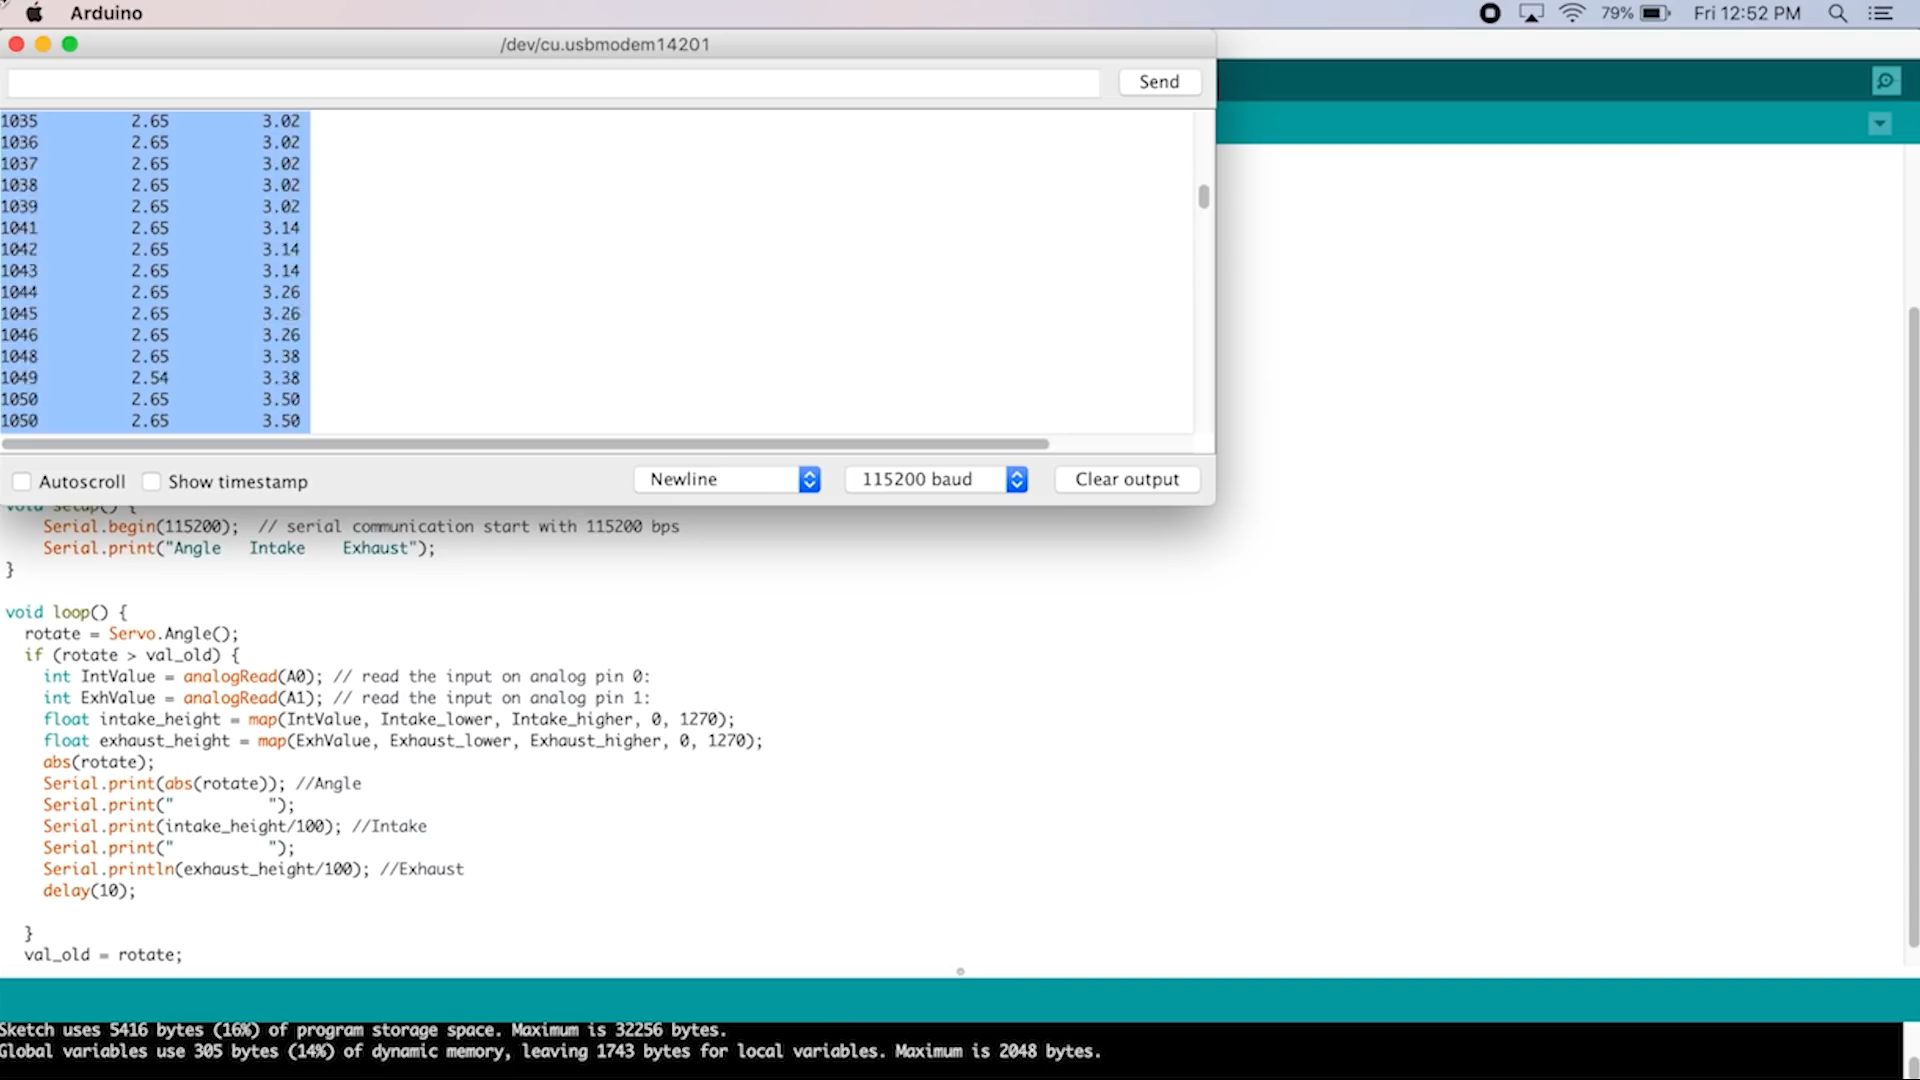 Arduino
79%
Fri 12:52 PM
/dev/cu.usbmodem14201
Send
1035 2.65 3.02
1036 2.65 3.02
1037 2.65 3.02
1038 2.65 3.02
1039 2.65 3.02
1041 2.65 3.14
1042 2.65 3.14
1043 2.65 3.14
1044 2.65 3.26
1045 2.65 3.26
1046 2.65 3.26
1048 2.65 3.38
1049 2.54 3.38
1050 2.65 3.50
1050 2.65 3.50
Autoscroll
Show timestamp
Newline
115200 baud
Clear output
void setup() {
Serial.begin(115200);  // serial communication start with 115200 bps
Serial.print("Angle   Intake    Exhaust");
}
void loop() {
rotate = Servo.Angle();
if (rotate > val_old) {
int IntValue = analogRead(A0); // read the input on analog pin 0:
int ExhValue = analogRead(A1); // read the input on analog pin 1:
float intake_height = map(IntValue, Intake_lower, Intake_higher, 0, 1270);
float exhaust_height = map(ExhValue, Exhaust_lower, Exhaust_higher, 0, 1270);
abs(rotate);
Serial.print(abs(rotate)); //Angle
Serial.print("          ");
Serial.print(intake_height/100); //Intake
Serial.print("          ");
Serial.println(exhaust_height/100); //Exhaust
delay(10);
}
val_old = rotate;
Sketch uses 5416 bytes (16%) of program storage space. Maximum is 32256 bytes.
Global variables use 305 bytes (14%) of dynamic memory, leaving 1743 bytes for local variables. Maximum is 2048 bytes.